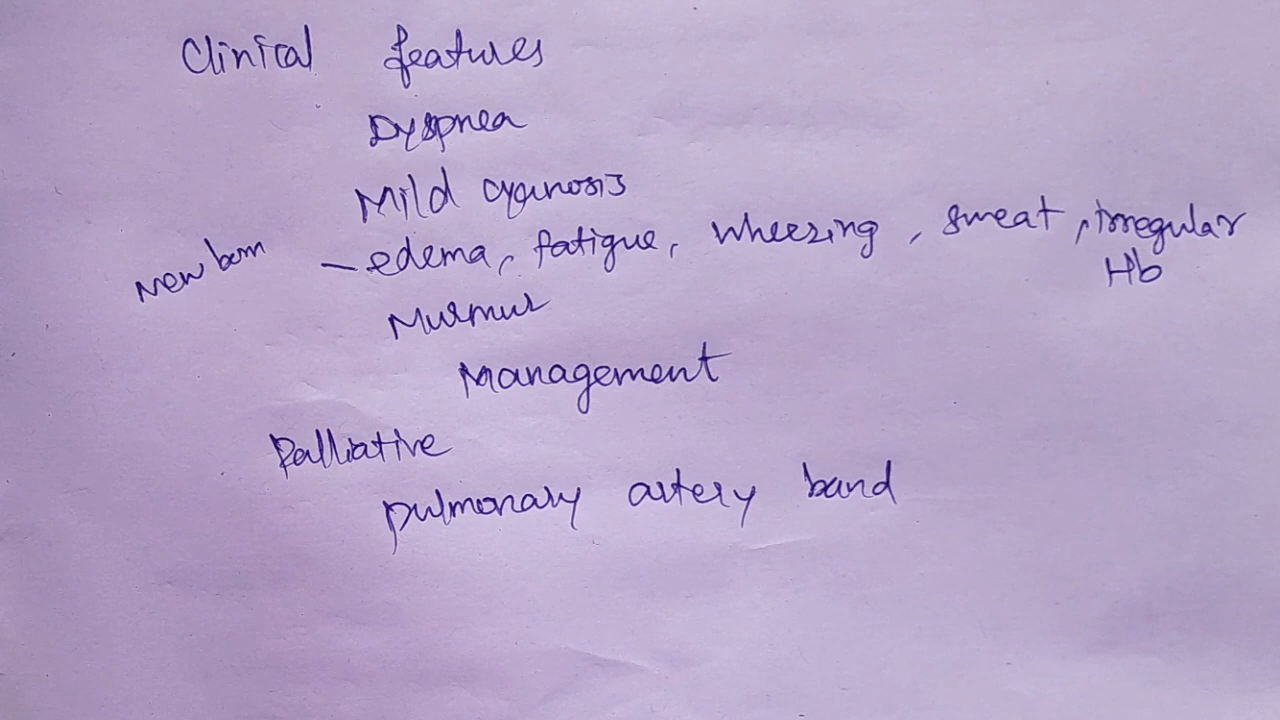 Clinical features
Dyspnea
Mild cyanosis
New born - edema, fatigue, wheezing, sweat, irregular
Hb
Murmur
Management
Palliative
pulmonary artery band